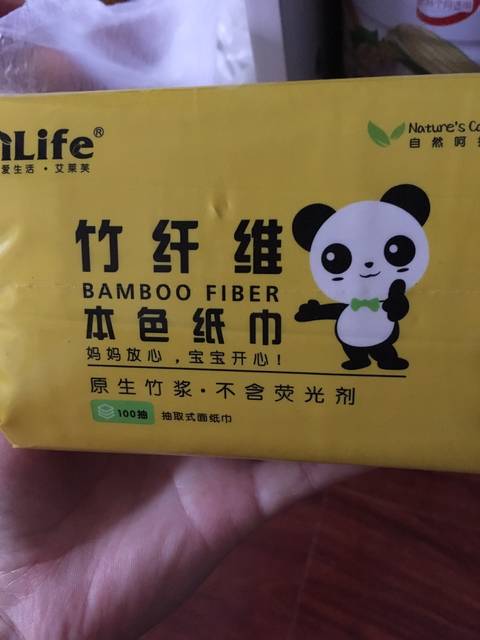 iLife®
爱生活·艾莱芙
Nature's
自然呵
竹纤维
BAMBOO FIBER
本色纸巾
妈妈放心，宝宝开心！
原生竹浆·不含荧光剂
100抽 抽取式面纸巾